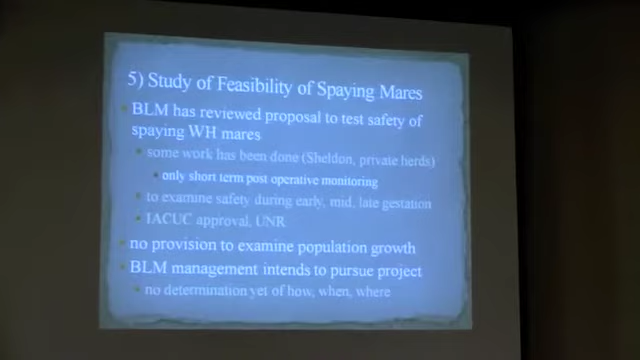 5) Study of Feasibility of Spaying Mares
BLM has reviewed proposal to test safety of
spaying WH mares
some work has been done (Sheldon, private herds)
only short term post operative monitoring
to examine safety during early, mid, late gestation
IACUC approval, UNR
no provision to examine population growth
BLM management intends to pursue project
no determination yet of how, when, where